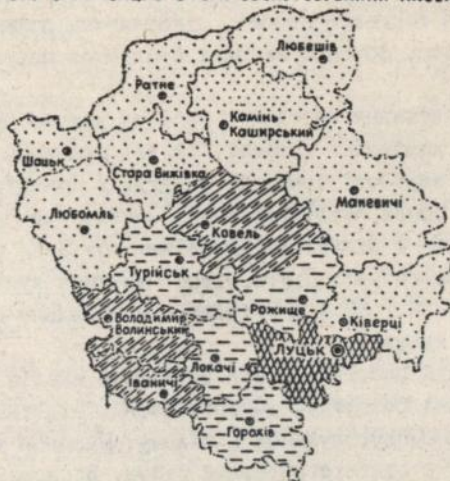 Любешів
Ратне
Камінь-
Каширський
Шацьк
Стара Вижівка
Маневичі
Любомль
Ковель
Турійськ
Рожище
Володимир-
Волинський
Ківерці
ЛУЦЬК
Локачі
Іваничі
Горохів